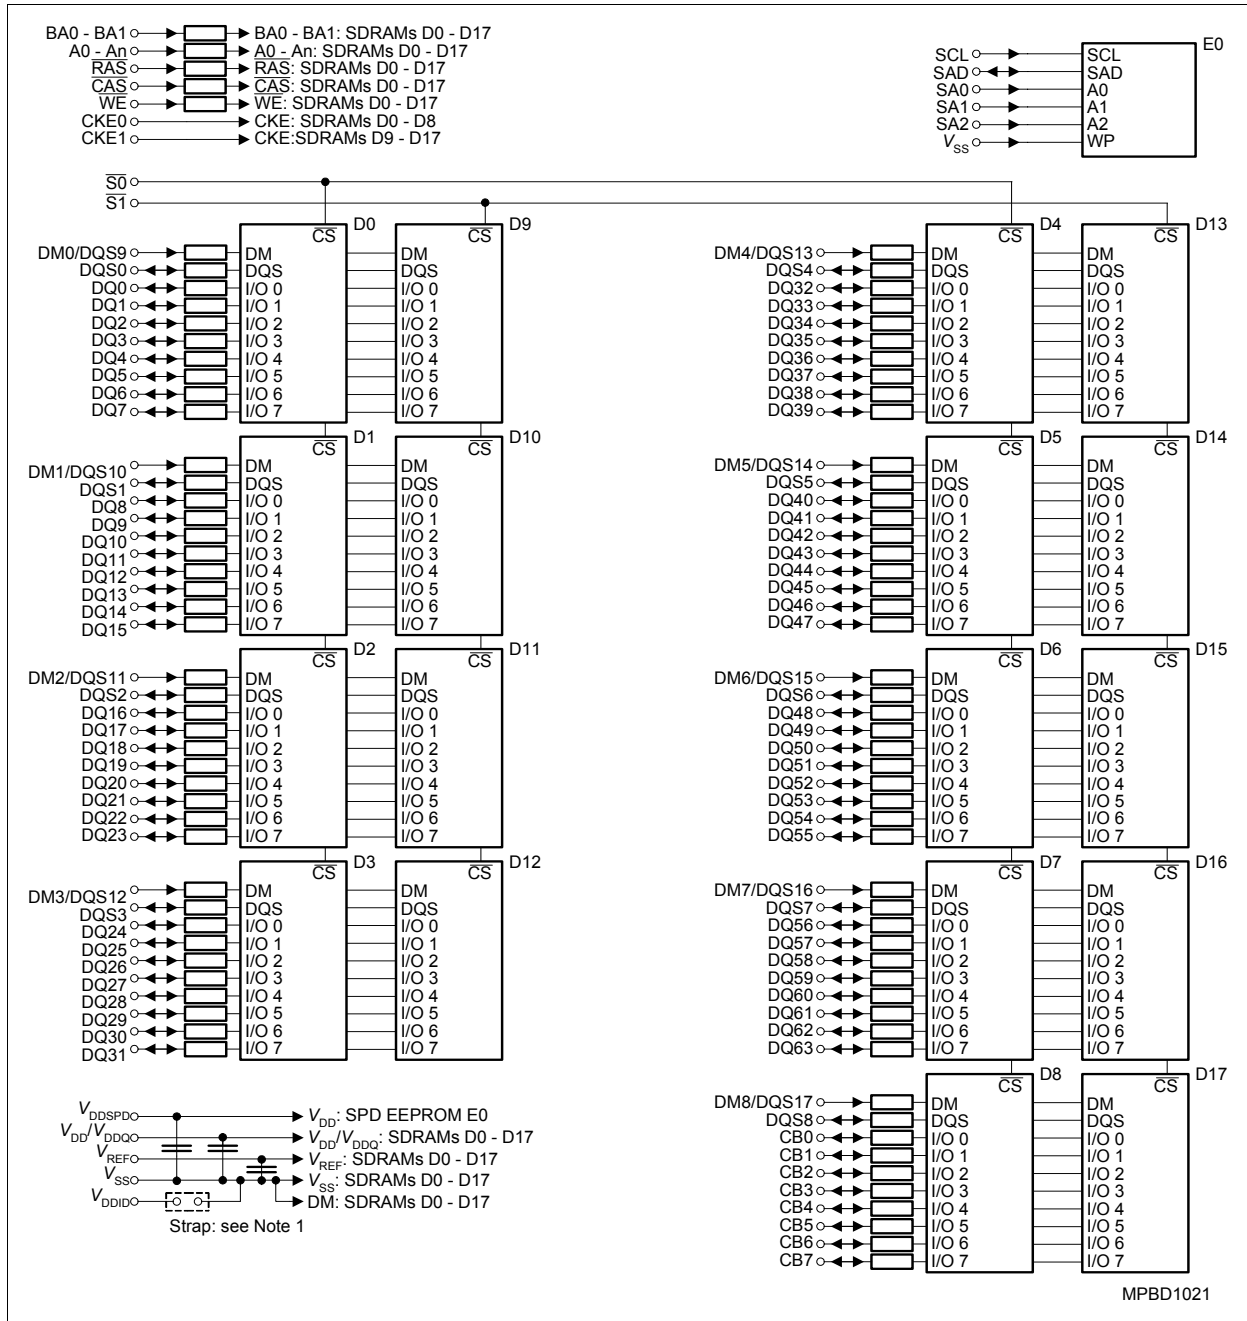 BA0 - BA1 BA0 - BA1: SDRAMs D0 - D17
A0 - An A0 - An: SDRAMs D0 - D17
RAS RAS: SDRAMs D0 - D17
CAS CAS: SDRAMs D0 - D17
WE WE: SDRAMs D0 - D17
CKE0 CKE: SDRAMs D0 - D8
CKE1 CKE:SDRAMs D9 - D17
E0
SCL SCL
SAD SAD
SA0 A0
SA1 A1
SA2 A2
VSS WP
S0
S1
CS D0 D9
CS
DM0/DQS9 DM DM
DQS0 DQS DQS
DQ0 I/O 0 I/O 0
DQ1 I/O 1 I/O 1
DQ2 I/O 2 I/O 2
DQ3 I/O 3 I/O 3
DQ4 I/O 4 I/O 4
DQ5 I/O 5 I/O 5
DQ6 I/O 6 I/O 6
DQ7 I/O 7 I/O 7
CS D1 CS D10
DM1/DQS10 DM DM
DQS1 DQS DQS
DQ8 I/O 0 I/O 0
DQ9 I/O 1 I/O 1
DQ10 I/O 2 I/O 2
DQ11 I/O 3 I/O 3
DQ12 I/O 4 I/O 4
DQ13 I/O 5 I/O 5
DQ14 I/O 6 I/O 6
DQ15 I/O 7 I/O 7
CS D2 CS D11
DM2/DQS11 DM DM
DQS2 DQS DQS
DQ16 I/O 0 I/O 0
DQ17 I/O 1 I/O 1
DQ18 I/O 2 I/O 2
DQ19 I/O 3 I/O 3
DQ20 I/O 4 I/O 4
DQ21 I/O 5 I/O 5
DQ22 I/O 6 I/O 6
DQ23 I/O 7 I/O 7
CS D3 CS D12
DM3/DQS12 DM DM
DQS3 DQS DQS
DQ24 I/O 0 I/O 0
DQ25 I/O 1 I/O 1
DQ26 I/O 2 I/O 2
DQ27 I/O 3 I/O 3
DQ28 I/O 4 I/O 4
DQ29 I/O 5 I/O 5
DQ30 I/O 6 I/O 6
DQ31 I/O 7 I/O 7
CS D4 CS D13
DM4/DQS13 DM DM
DQS4 DQS DQS
DQ32 I/O 0 I/O 0
DQ33 I/O 1 I/O 1
DQ34 I/O 2 I/O 2
DQ35 I/O 3 I/O 3
DQ36 I/O 4 I/O 4
DQ37 I/O 5 I/O 5
DQ38 I/O 6 I/O 6
DQ39 I/O 7 I/O 7
CS D5 CS D14
DM5/DQS14 DM DM
DQS5 DQS DQS
DQ40 I/O 0 I/O 0
DQ41 I/O 1 I/O 1
DQ42 I/O 2 I/O 2
DQ43 I/O 3 I/O 3
DQ44 I/O 4 I/O 4
DQ45 I/O 5 I/O 5
DQ46 I/O 6 I/O 6
DQ47 I/O 7 I/O 7
CS D6 CS D15
DM6/DQS15 DM DM
DQS6 DQS DQS
DQ48 I/O 0 I/O 0
DQ49 I/O 1 I/O 1
DQ50 I/O 2 I/O 2
DQ51 I/O 3 I/O 3
DQ52 I/O 4 I/O 4
DQ53 I/O 5 I/O 5
DQ54 I/O 6 I/O 6
DQ55 I/O 7 I/O 7
CS D7 CS D16
DM7/DQS16 DM DM
DQS7 DQS DQS
DQ56 I/O 0 I/O 0
DQ57 I/O 1 I/O 1
DQ58 I/O 2 I/O 2
DQ59 I/O 3 I/O 3
DQ60 I/O 4 I/O 4
DQ61 I/O 5 I/O 5
DQ62 I/O 6 I/O 6
DQ63 I/O 7 I/O 7
CS D8 CS D17
DM8/DQS17 DM DM
DQS8 DQS DQS
CB0 I/O 0 I/O 0
CB1 I/O 1 I/O 1
CB2 I/O 2 I/O 2
CB3 I/O 3 I/O 3
CB4 I/O 4 I/O 4
CB5 I/O 5 I/O 5
CB6 I/O 6 I/O 6
CB7 I/O 7 I/O 7
VDDSPD VDD: SPD EEPROM E0
VDD/VDDQ VDD/VDDQ: SDRAMs D0 - D17
VREF VREF: SDRAMs D0 - D17
VSS VSS: SDRAMs D0 - D17
VDDID DM: SDRAMs D0 - D17
Strap: see Note 1
MPBD1021